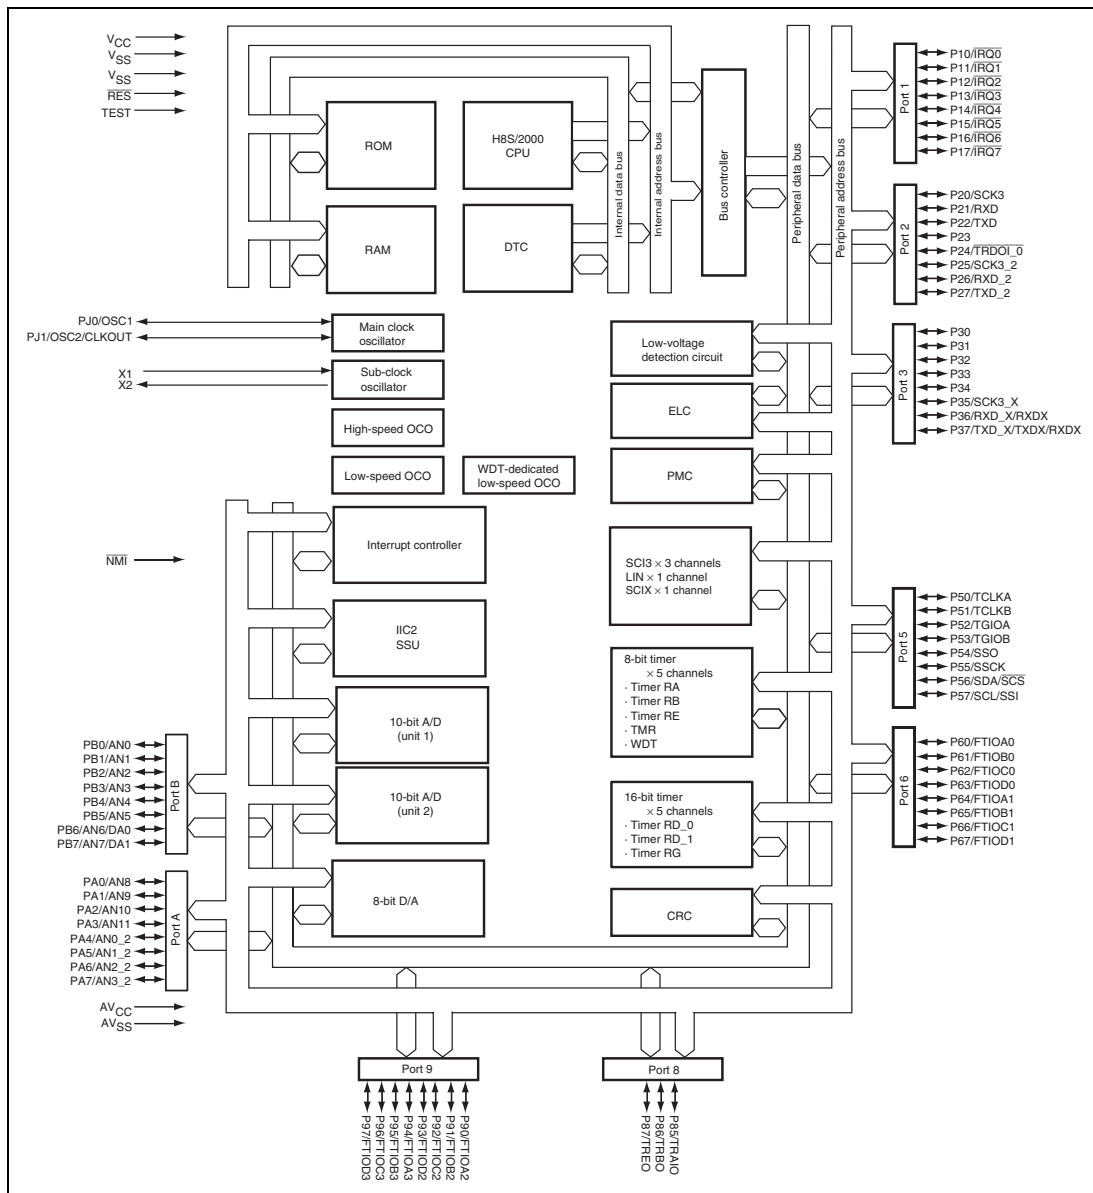 VCC
VSS
VSS
RES
TEST
ROM
H8S/2000
CPU
RAM
DTC
Internal data bus
Internal address bus
Bus controller
Peripheral data bus
Peripheral address bus
Port 1
P10/IRQ0
P11/IRQ1
P12/IRQ2
P13/IRQ3
P14/IRQ4
P15/IRQ5
P16/IRQ6
P17/IRQ7
Port 2
P20/SCK3
P21/RXD
P22/TXD
P23
P24/TRDOI_0
P25/SCK3_2
P26/RXD_2
P27/TXD_2
PJ0/OSC1
PJ1/OSC2/CLKOUT
Main clock
oscillator
X1
X2
Sub-clock
oscillator
High-speed OCO
Low-speed OCO
WDT-dedicated
low-speed OCO
Low-voltage
detection circuit
ELC
PMC
Port 3
P30
P31
P32
P33
P34
P35/SCK3_X
P36/RXD_X/RXDX
P37/TXD_X/TXDX/RXDX
NMI
Interrupt controller
IIC2
SSU
10-bit A/D
(unit 1)
10-bit A/D
(unit 2)
8-bit D/A
SCI3 × 3 channels
LIN × 1 channel
SCIX × 1 channel
8-bit timer
× 5 channels
· Timer RA
· Timer RB
· Timer RE
· TMR
· WDT
16-bit timer
× 5 channels
· Timer RD_0
· Timer RD_1
· Timer RG
CRC
Port 5
P50/TCLKA
P51/TCLKB
P52/TGIOA
P53/TGIOB
P54/SSO
P55/SSCK
P56/SDA/SCS
P57/SCL/SSI
Port 6
P60/FTIOA0
P61/FTIOB0
P62/FTIOC0
P63/FTIOD0
P64/FTIOA1
P65/FTIOB1
P66/FTIOC1
P67/FTIOD1
PB0/AN0
PB1/AN1
PB2/AN2
PB3/AN3
PB4/AN4
PB5/AN5
PB6/AN6/DA0
PB7/AN7/DA1
Port B
PA0/AN8
PA1/AN9
PA2/AN10
PA3/AN11
PA4/AN0_2
PA5/AN1_2
PA6/AN2_2
PA7/AN3_2
Port A
AVCC
AVSS
Port 9
P97/FTIOD3
P96/FTIOC3
P95/FTIOB3
P94/FTIOA3
P93/FTIOD2
P92/FTIOC2
P91/FTIOB2
P90/FTIOA2
Port 8
P87/TREO
P86/TRBO
P85/TRAIO